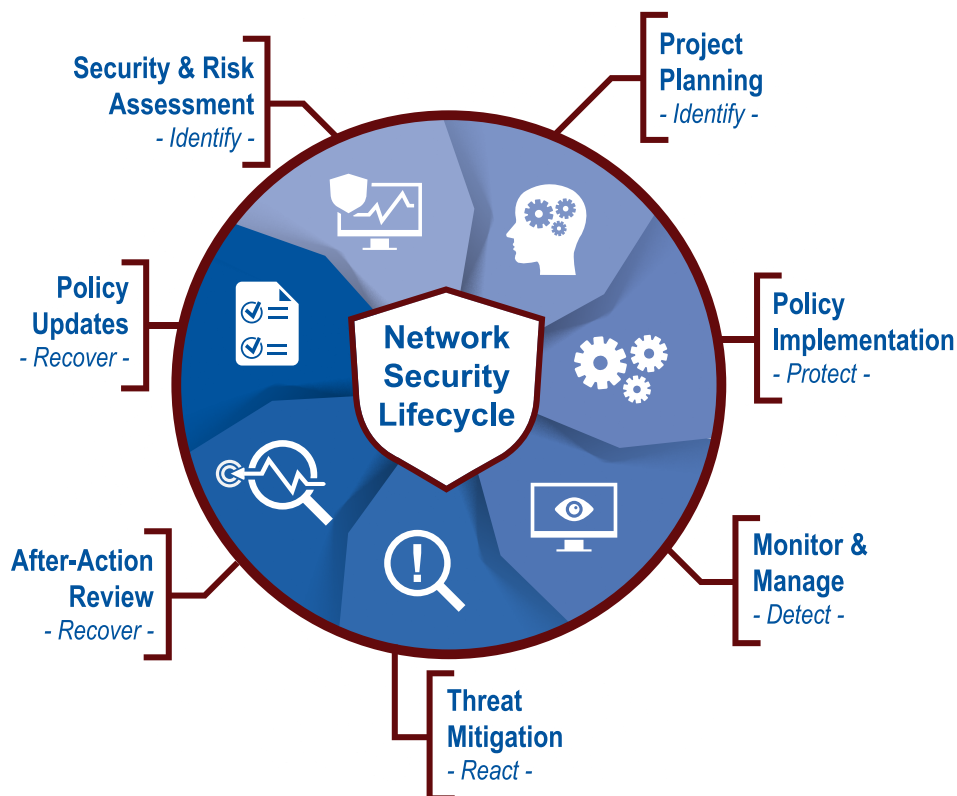 Security & Risk
Assessment
- Identify -
Project
Planning
- Identify -
Policy
Implementation
- Protect -
Monitor &
Manage
- Detect -
Threat
Mitigation
- React -
After-Action
Review
- Recover -
Policy
Updates
- Recover -
Network
Security
Lifecycle